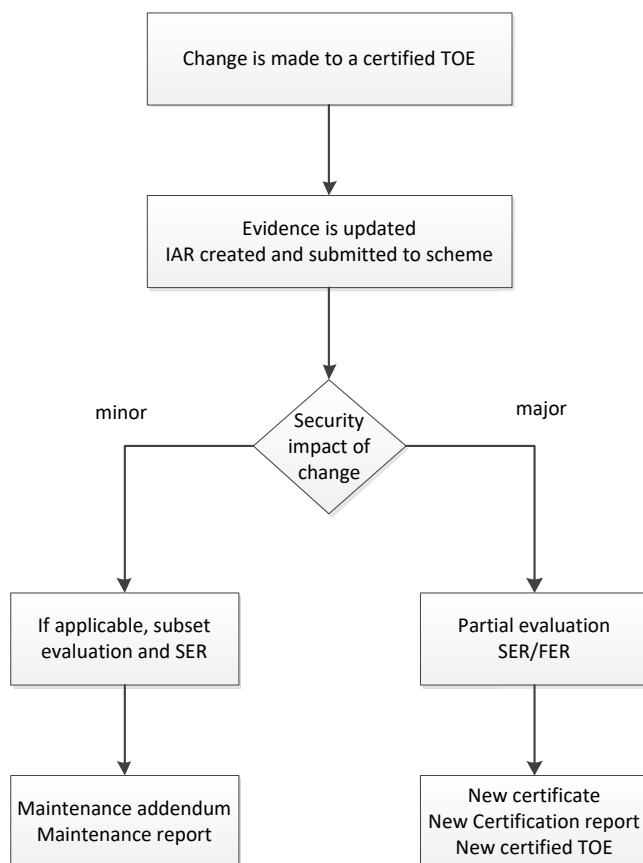 Change is made to a certified TOE
Evidence is updated
IAR created and submitted to scheme
minor
major
Security
impact of
change
If applicable, subset
evaluation and SER
Partial evaluation
SER/FER
Maintenance addendum
Maintenance report
New certificate
New Certification report
New certified TOE